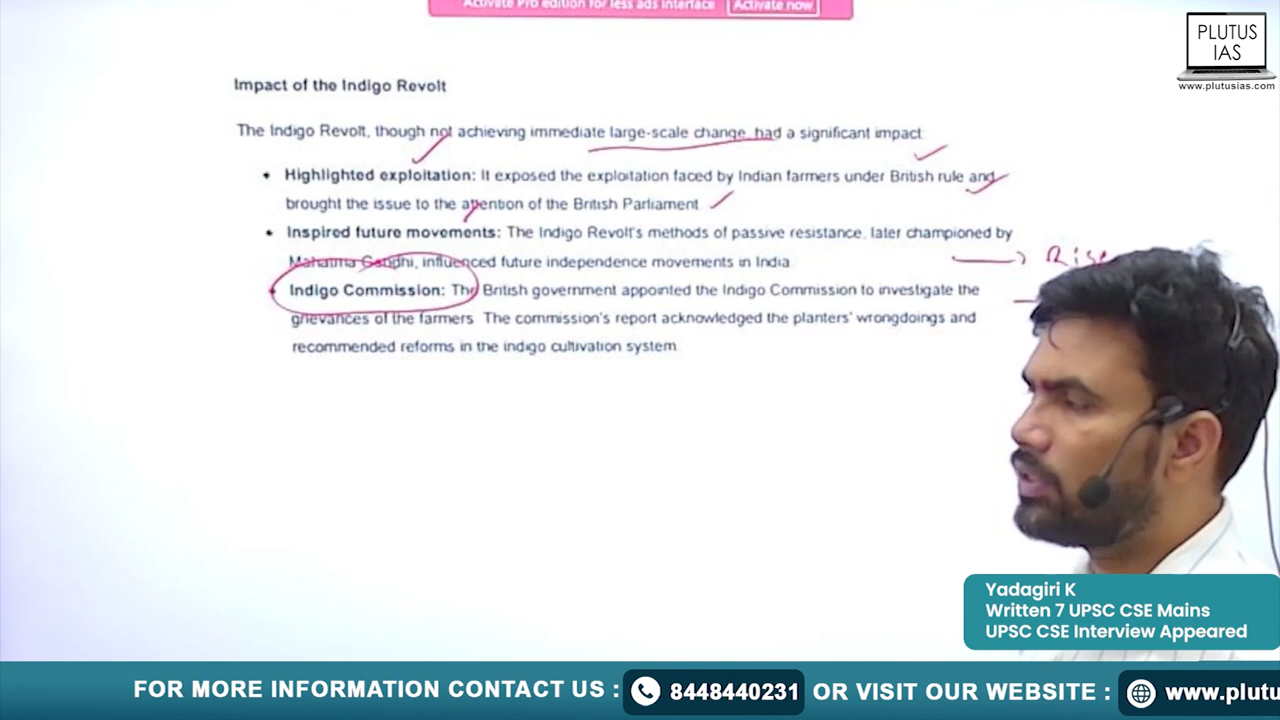 Activate Pro edition for less ads interface Activate now
PLUTUS
IAS
www.plutusias.com
Impact of the Indigo Revolt
The Indigo Revolt, though not achieving immediate large-scale change, had a significant impact
• Highlighted exploitation: It exposed the exploitation faced by Indian farmers under British rule and
brought the issue to the attention of the British Parliament
• Inspired future movements: The Indigo Revolt's methods of passive resistance, later championed by
Mahatma Gandhi, influenced future independence movements in India
• Indigo Commission: The British government appointed the Indigo Commission to investigate the
grievances of the farmers The commission's report acknowledged the planters' wrongdoings and
recommended reforms in the indigo cultivation system
Rise
Yadagiri K
Written 7 UPSC CSE Mains
UPSC CSE Interview Appeared
FOR MORE INFORMATION CONTACT US : 8448440231 OR VISIT OUR WEBSITE : www.plutu